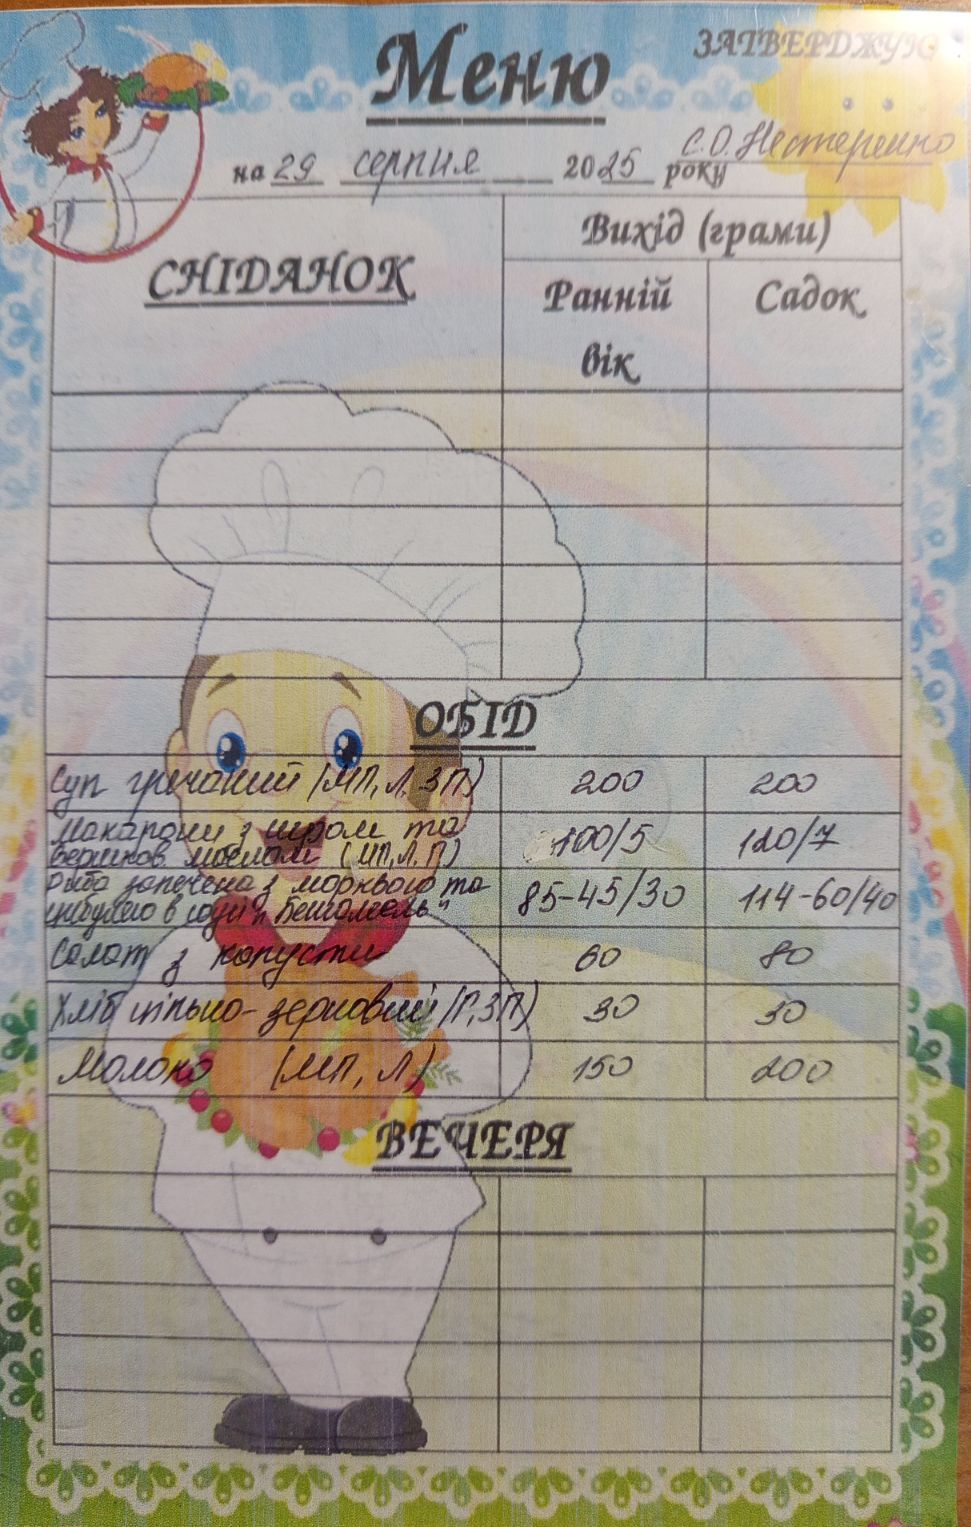 Меню
ЗАТВЕРДЖУЮ
С.О. Нестеренко
на 29 серпня 2025 року
СНІДАНОК
Вихід (грами)
Ранній вік
Садок
ОБІД
Суп гречаний (МП, Л, ЗП) 200 200
Макарони з сиром та
вершков. маслом (МП, Л, П) 100/5 120/7
Риба запечена з морквою та
цибулею в соусі "Бешамель" 85-45/30 114-60/40
Салат з капусти 60 80
Хліб цільно-зерновий (П, ЗП) 30 30
Молоко (МП, Л) 150 200
ВЕЧЕРЯ